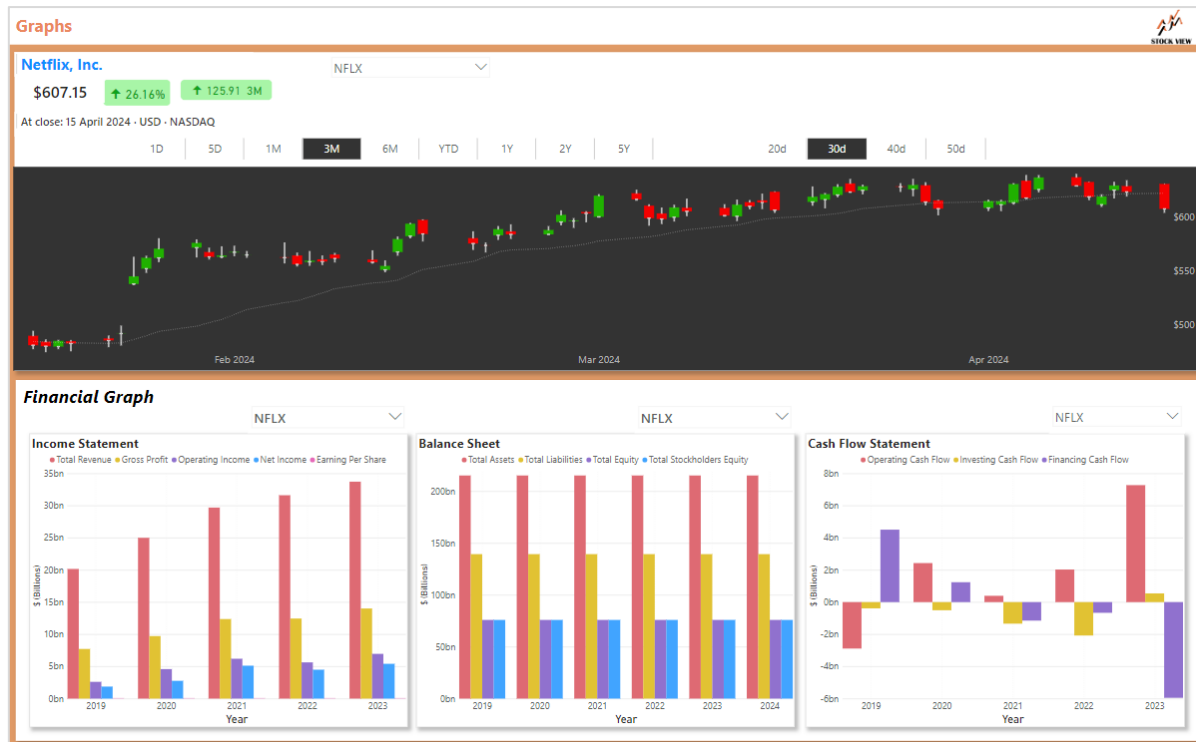 Graphs
STOCK VIEW
Netflix, Inc.
NFLX
$607.15
26.16%
125.91 3M
At close: 15 April 2024 · USD · NASDAQ
1D 5D 1M 3M 6M YTD 1Y 2Y 5Y 20d 30d 40d 50d
$600
$550
$500
Feb 2024 Mar 2024 Apr 2024
Financial Graph
NFLX
Income Statement
Total Revenue Gross Profit Operating Income Net Income Earning Per Share
35bn
30bn
25bn
20bn
15bn
10bn
5bn
0bn
$ (Billions)
2019 2020 2021 2022 2023
Year
NFLX
Balance Sheet
Total Assets Total Liabilities Total Equity Total Stockholders Equity
200bn
150bn
100bn
50bn
0bn
$ (Billions)
2019 2020 2021 2022 2023 2024
Year
NFLX
Cash Flow Statement
Operating Cash Flow Investing Cash Flow Financing Cash Flow
8bn
6bn
4bn
2bn
0bn
-2bn
-4bn
-6bn
$ (Billions)
2019 2020 2021 2022 2023
Year